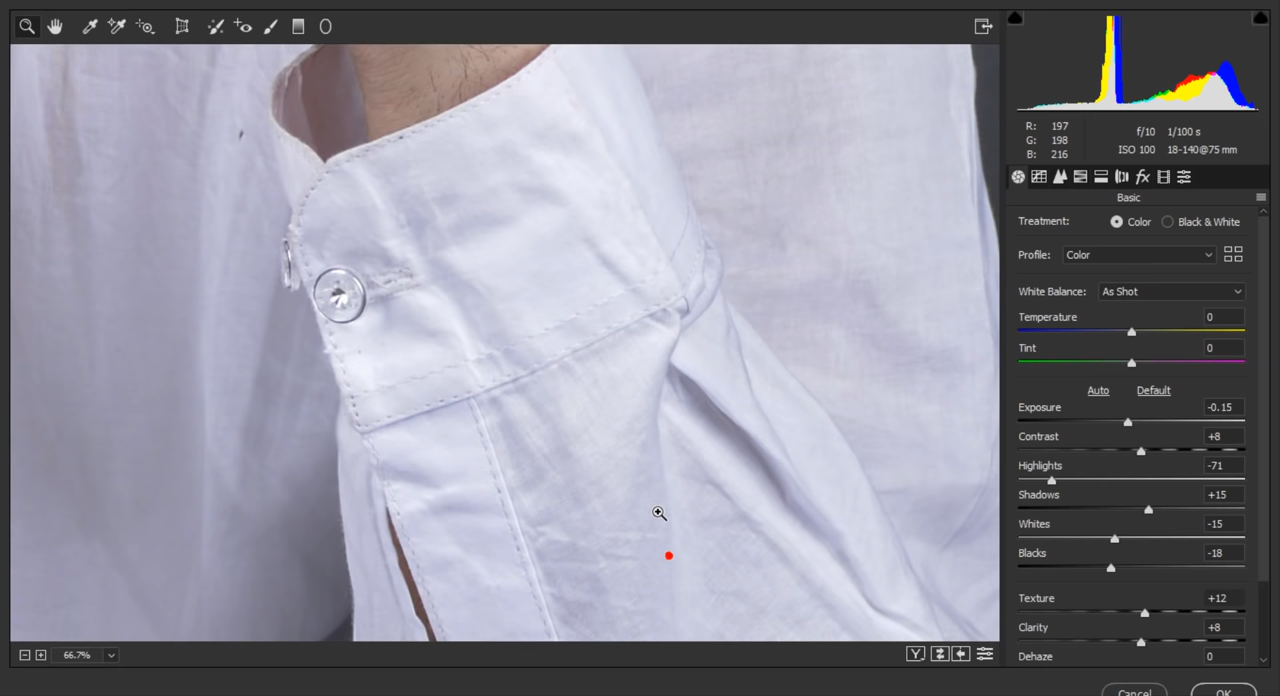 R: 197
G: 198
B: 216
f/10 1/100 s
ISO 100 18-140@75 mm
fx
Basic
Treatment: Color Black & White
Profile: Color
White Balance: As Shot
Temperature 0
Tint 0
Auto Default
Exposure -0.15
Contrast +8
Highlights -71
Shadows +15
Whites -15
Blacks -18
Texture +12
Clarity +8
Dehaze 0
66.7% Y
Cancel OK